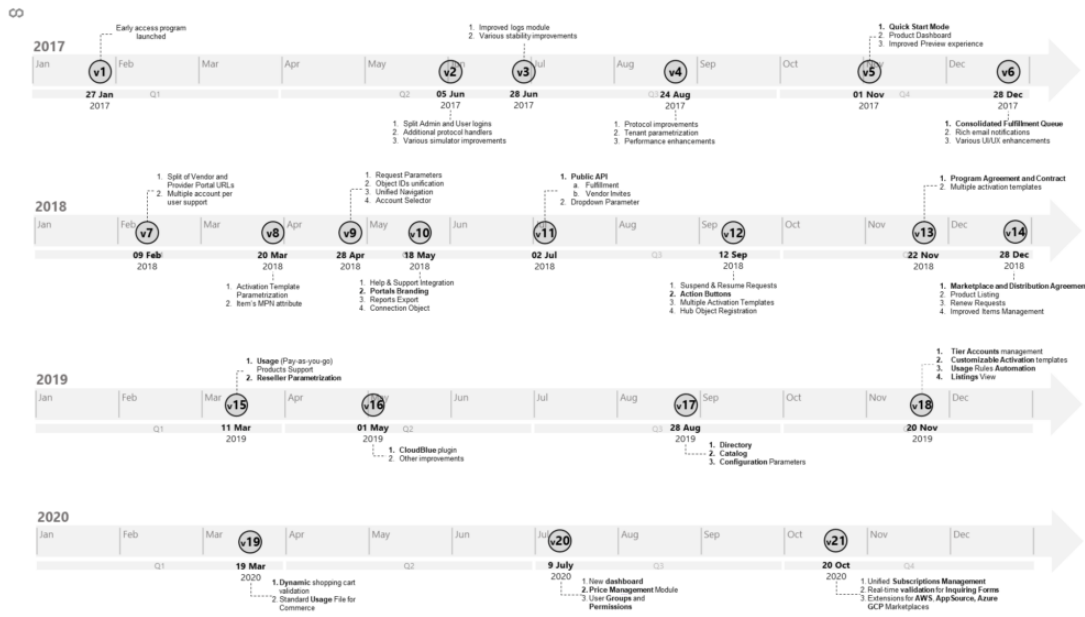 2017
Early access program
launched
1. Improved logs module
2. Various stability improvements
1. Quick Start Mode
2. Product Dashboard
3. Improved Preview experience
Jan Feb Mar Apr May Jun Jul Aug Sep Oct Nov Dec
v1 v2 v3 v4 v5 v6
Q1 Q2 Q3 Q4
27 Jan
2017
05 Jun
2017
28 Jun
2017
24 Aug
2017
01 Nov
2017
28 Dec
2017
1. Split Admin and User logins
2. Additional protocol handlers
3. Various simulator improvements
1. Protocol improvements
2. Tenant parametrization
3. Performance enhancements
1. Consolidated Fulfillment Queue
2. Rich email notifications
3. Various UI/UX enhancements
2018
1. Split of Vendor and
Provider Portal URLs
2. Multiple account per
user support
1. Request Parameters
2. Object IDs unification
3. Unified Navigation
4. Account Selector
1. Public API
a. Fulfillment
b. Vendor Invites
2. Dropdown Parameter
1. Program Agreement and Contract
2. Multiple activation templates
Jan Feb Mar Apr May Jun Aug Sep Oct Nov Dec
v7 v8 v9 v10 v11 v12 v13 v14
Q3
09 Feb
2018
20 Mar
2018
28 Apr
2018
18 May
2018
02 Jul
2018
12 Sep
2018
22 Nov
2018
28 Dec
2018
1. Activation Template
Parametrization
2. Item's MPN attribute
1. Help & Support Integration
2. Portals Branding
3. Reports Export
4. Connection Object
1. Suspend & Resume Requests
2. Action Buttons
3. Multiple Activation Templates
4. Hub Object Registration
1. Marketplace and Distribution Agreement
2. Product Listing
3. Renew Requests
4. Improved Items Management
2019
1. Usage (Pay-as-you-go)
Products Support
2. Reseller Parametrization
1. Tier Accounts management
2. Customizable Activation templates
3. Usage Rules Automation
4. Listings View
Jan Feb Mar Apr May Jun Jul Aug Sep Oct Nov Dec
v15 v16 v17 v18
Q1 Q2 Q3 Q4
11 Mar
2019
01 May
2019
28 Aug
2019
20 Nov
2019
1. CloudBlue plugin
2. Other improvements
1. Directory
2. Catalog
3. Configuration Parameters
2020
Jan Feb Mar Apr May Jun Jul Aug Sep Oct Nov Dec
v19 v20 v21
Q1 Q2 Q3 Q4
19 Mar
2020
9 July
2020
20 Oct
2020
1. Dynamic shopping cart
validation
2. Standard Usage File for
Commerce
1. New dashboard
2. Price Management Module
3. User Groups and
Permissions
1. Unified Subscriptions Management
2. Real-time validation for Inquiring Forms
3. Extensions for AWS, AppSource, Azure
GCP Marketplaces